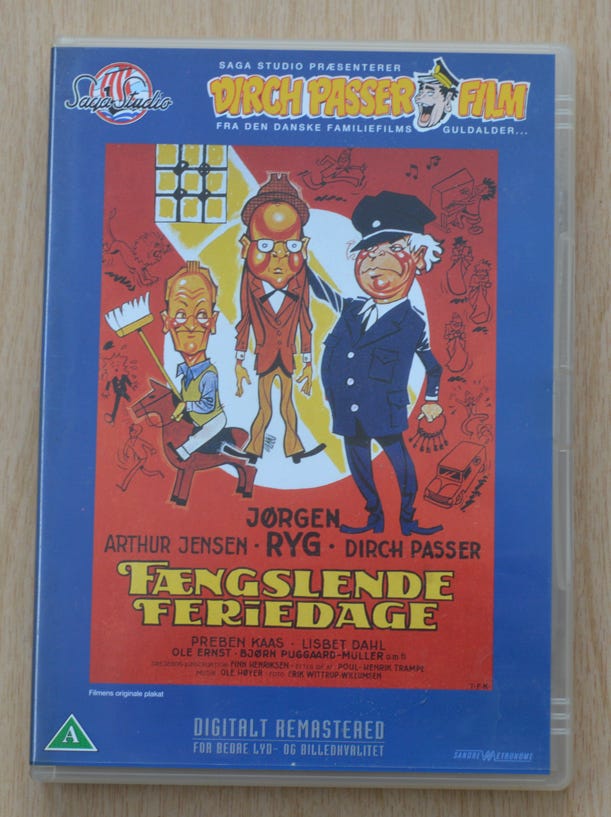 SAGA STUDIO PRÆSENTERER
Saga Studio
DIRCH PASSER FILM
FRA DEN DANSKE FAMILIEFILMS GULDALDER...
JØRGEN
ARTHUR JENSEN · RYG · DIRCH PASSER
FÆNGSLENDE
FERIEDAGE
PREBEN KAAS · LISBET DAHL
OLE ERNST · BJØRN PUGGAARD-MÜLLER a.m.fl
FINN HENRIKSEN · POUL-HENRIK TRAMPE
MUSIK OLE HØYER · FOTO ERIK WITTRUP-WILLUMSEN
T-F-K
Filmens originale plakat
A
DIGITALT REMASTERED
FOR BEDRE LYD- OG BILLEDKVALITET
SANDREW METRONOME